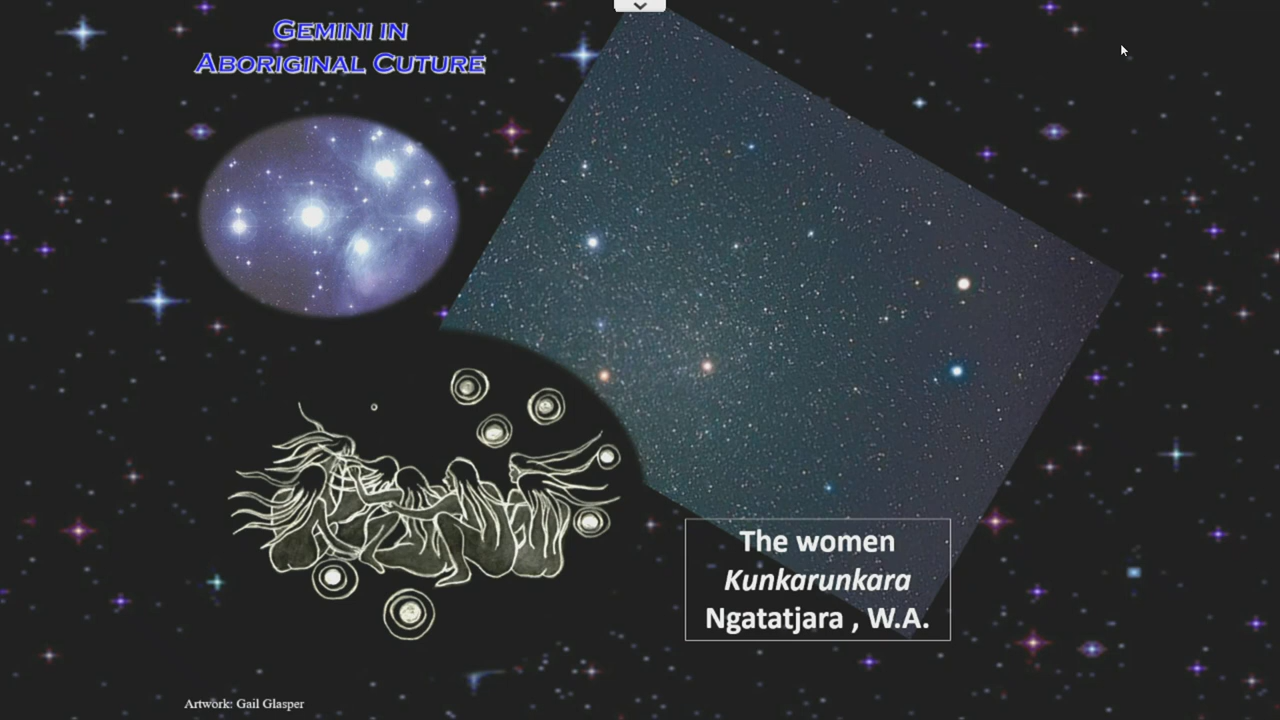 GEMINI IN
ABORIGINAL CUTURE
The women
Kunkarunkara
Ngatatjara , W.A.
Artwork: Gail Glasper